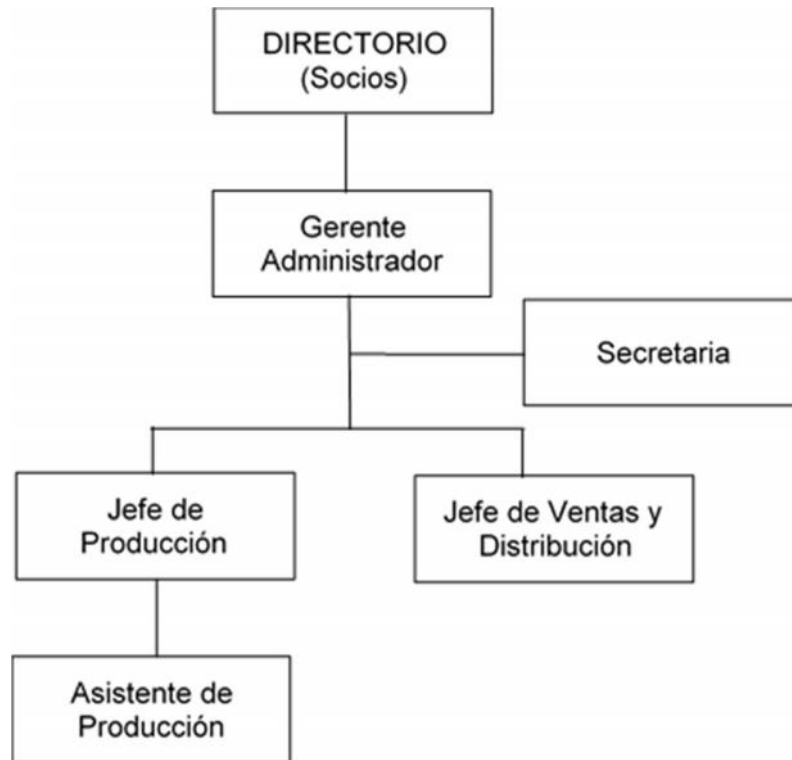 DIRECTORIO
(Socios)
Gerente
Administrador
Secretaria
Jefe de
Producción
Jefe de Ventas y
Distribución
Asistente de
Producción